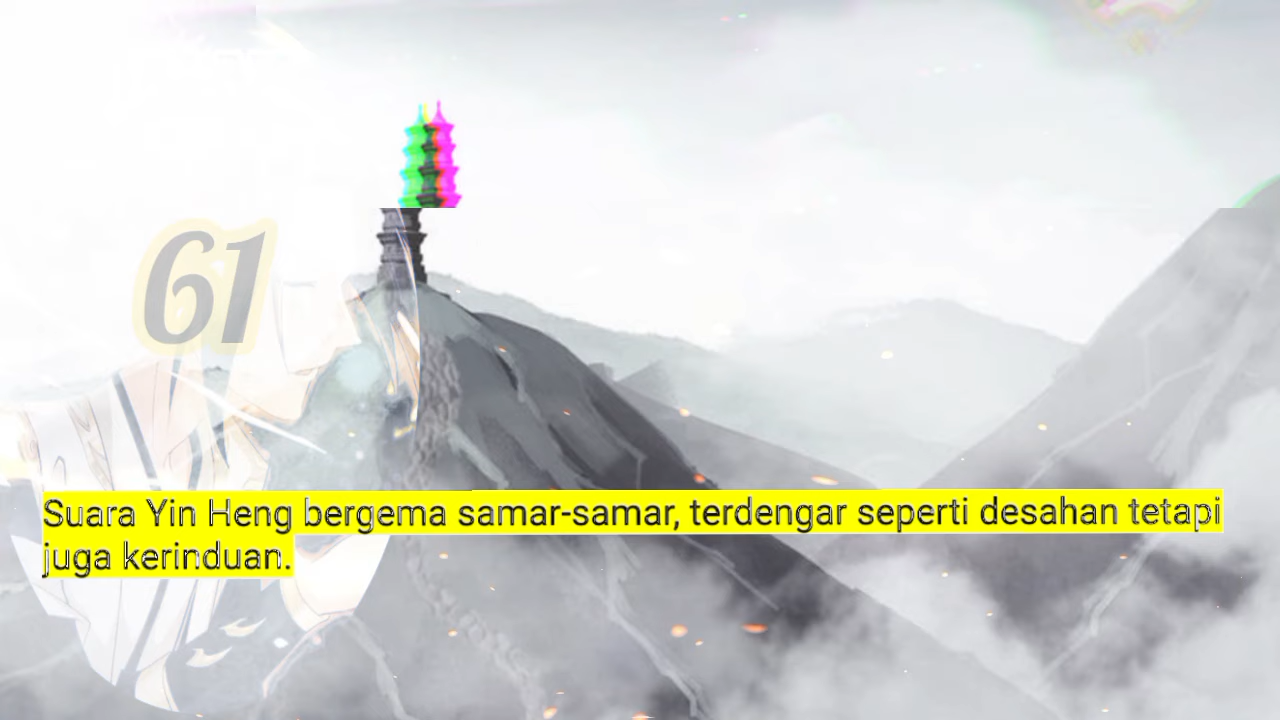 61
Suara Yin Heng bergema samar-samar, terdengar seperti desahan tetapi
juga kerinduan.